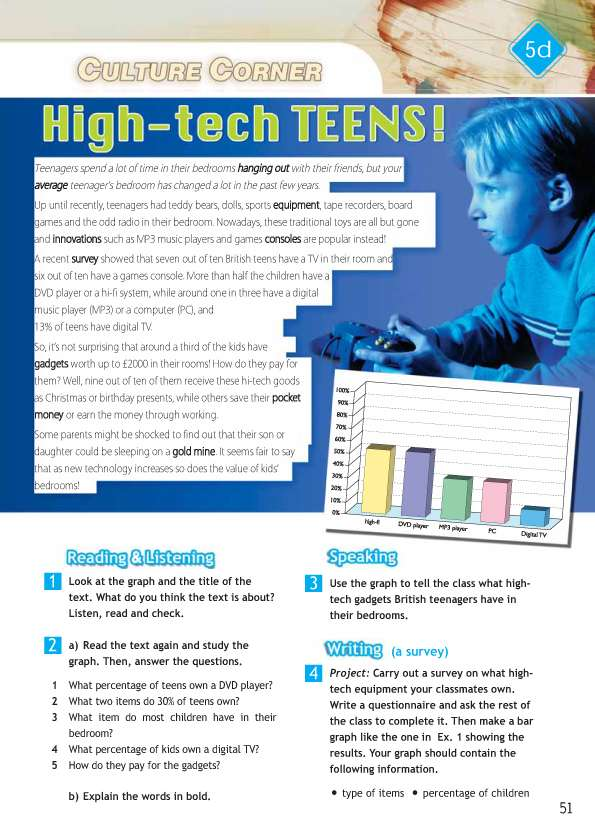 5d
CULTURE CORNER
High-tech TEENS!
Teenagers spend a lot of time in their bedrooms hanging out with their friends, but your
average teenager's bedroom has changed a lot in the past few years.
Up until recently, teenagers had teddy bears, dolls, sports equipment, tape recorders, board
games and the odd radio in their bedroom. Nowadays, these traditional toys are all but gone
and innovations such as MP3 music players and games consoles are popular instead!
A recent survey showed that seven out of ten British teens have a TV in their room and
six out of ten have a games console. More than half the children have a
DVD player or a hi-fi system, while around one in three have a digital
music player (MP3) or a computer (PC), and
13% of teens have digital TV.
So, it's not surprising that around a third of the kids have
gadgets worth up to £2000 in their rooms! How do they pay for
them? Well, nine out of ten of them receive these hi-tech goods
as Christmas or birthday presents, while others save their pocket
money or earn the money through working.
Some parents might be shocked to find out that their son or
daughter could be sleeping on a gold mine. It seems fair to say
that as new technology increases so does the value of kids'
bedrooms!
100%
90%
80%
70%
60%
50%
40%
30%
20%
10%
0%
high-fi DVD player MP3 player PC Digital TV
Reading & Listening
1 Look at the graph and the title of the
text. What do you think the text is about?
Listen, read and check.
2 a) Read the text again and study the
graph. Then, answer the questions.
1 What percentage of teens own a DVD player?
2 What two items do 30% of teens own?
3 What item do most children have in their
bedroom?
4 What percentage of kids own a digital TV?
5 How do they pay for the gadgets?
b) Explain the words in bold.
Speaking
3 Use the graph to tell the class what high-
tech gadgets British teenagers have in
their bedrooms.
Writing (a survey)
4 Project: Carry out a survey on what high-
tech equipment your classmates own.
Write a questionnaire and ask the rest of
the class to complete it. Then make a bar
graph like the one in Ex. 1 showing the
results. Your graph should contain the
following information.
• type of items • percentage of children
51